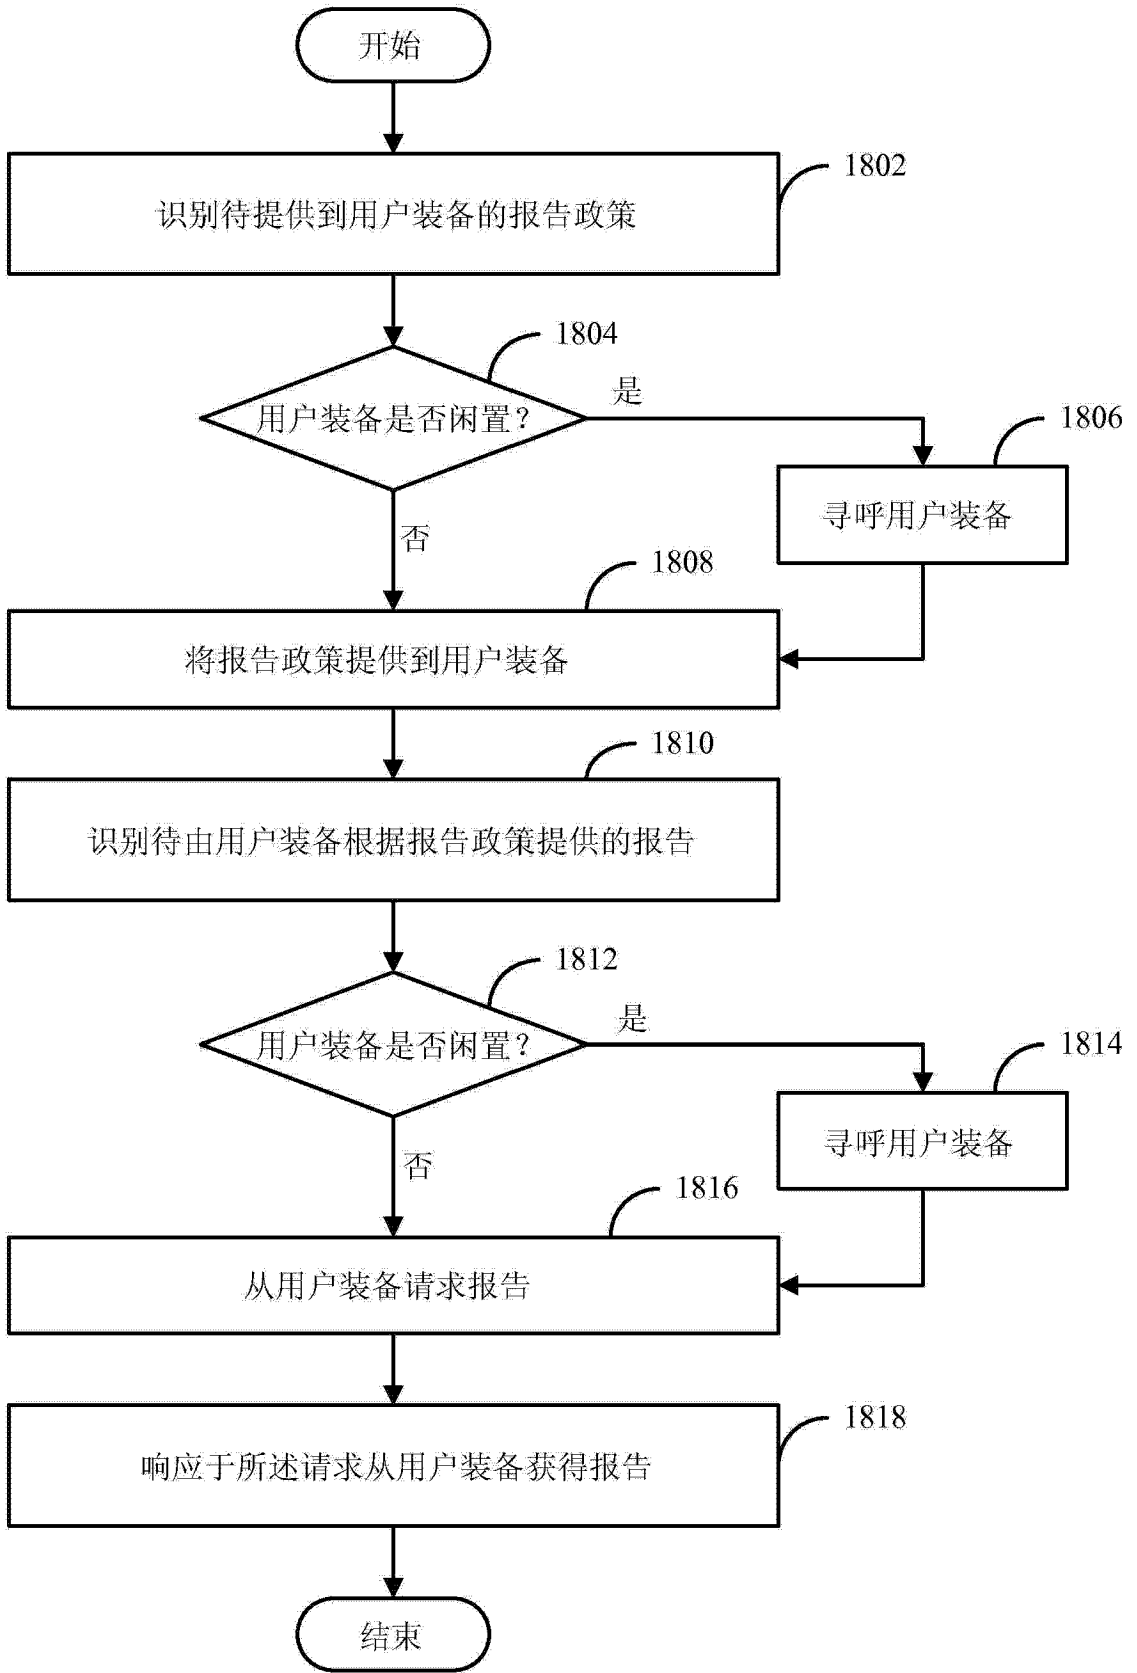 开始
1802
识别待提供到用户装备的报告政策
1804
用户装备是否闲置?
是
1806
寻呼用户装备
否
1808
将报告政策提供到用户装备
1810
识别待由用户装备根据报告政策提供的报告
1812
用户装备是否闲置?
是
1814
寻呼用户装备
否
1816
从用户装备请求报告
1818
响应于所述请求从用户装备获得报告
结束